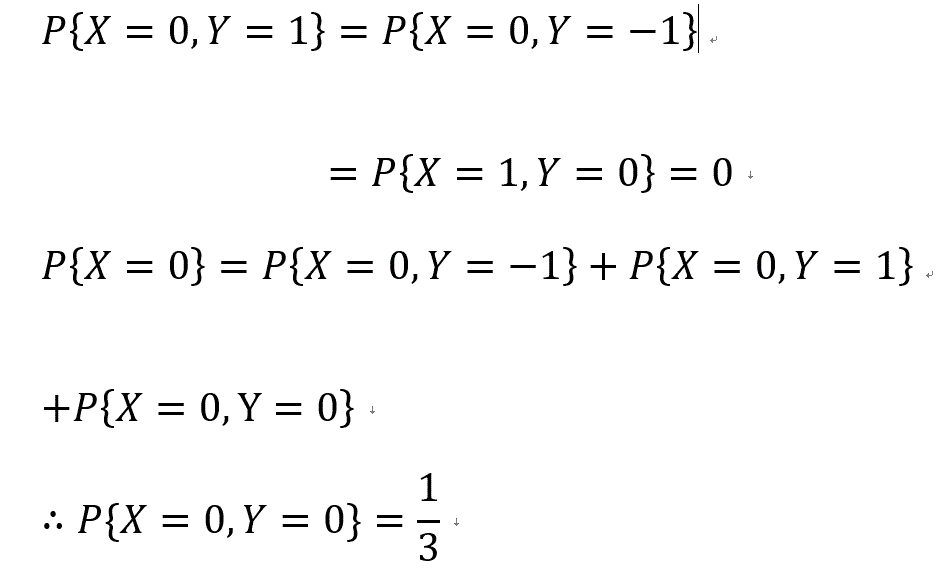 P{X = 0, Y = 1} = P{X = 0, Y = −1}
= P{X = 1, Y = 0} = 0
P{X = 0} = P{X = 0, Y = −1} + P{X = 0, Y = 1}
+P{X = 0, Y = 0}
∴ P{X = 0, Y = 0} = 1/3